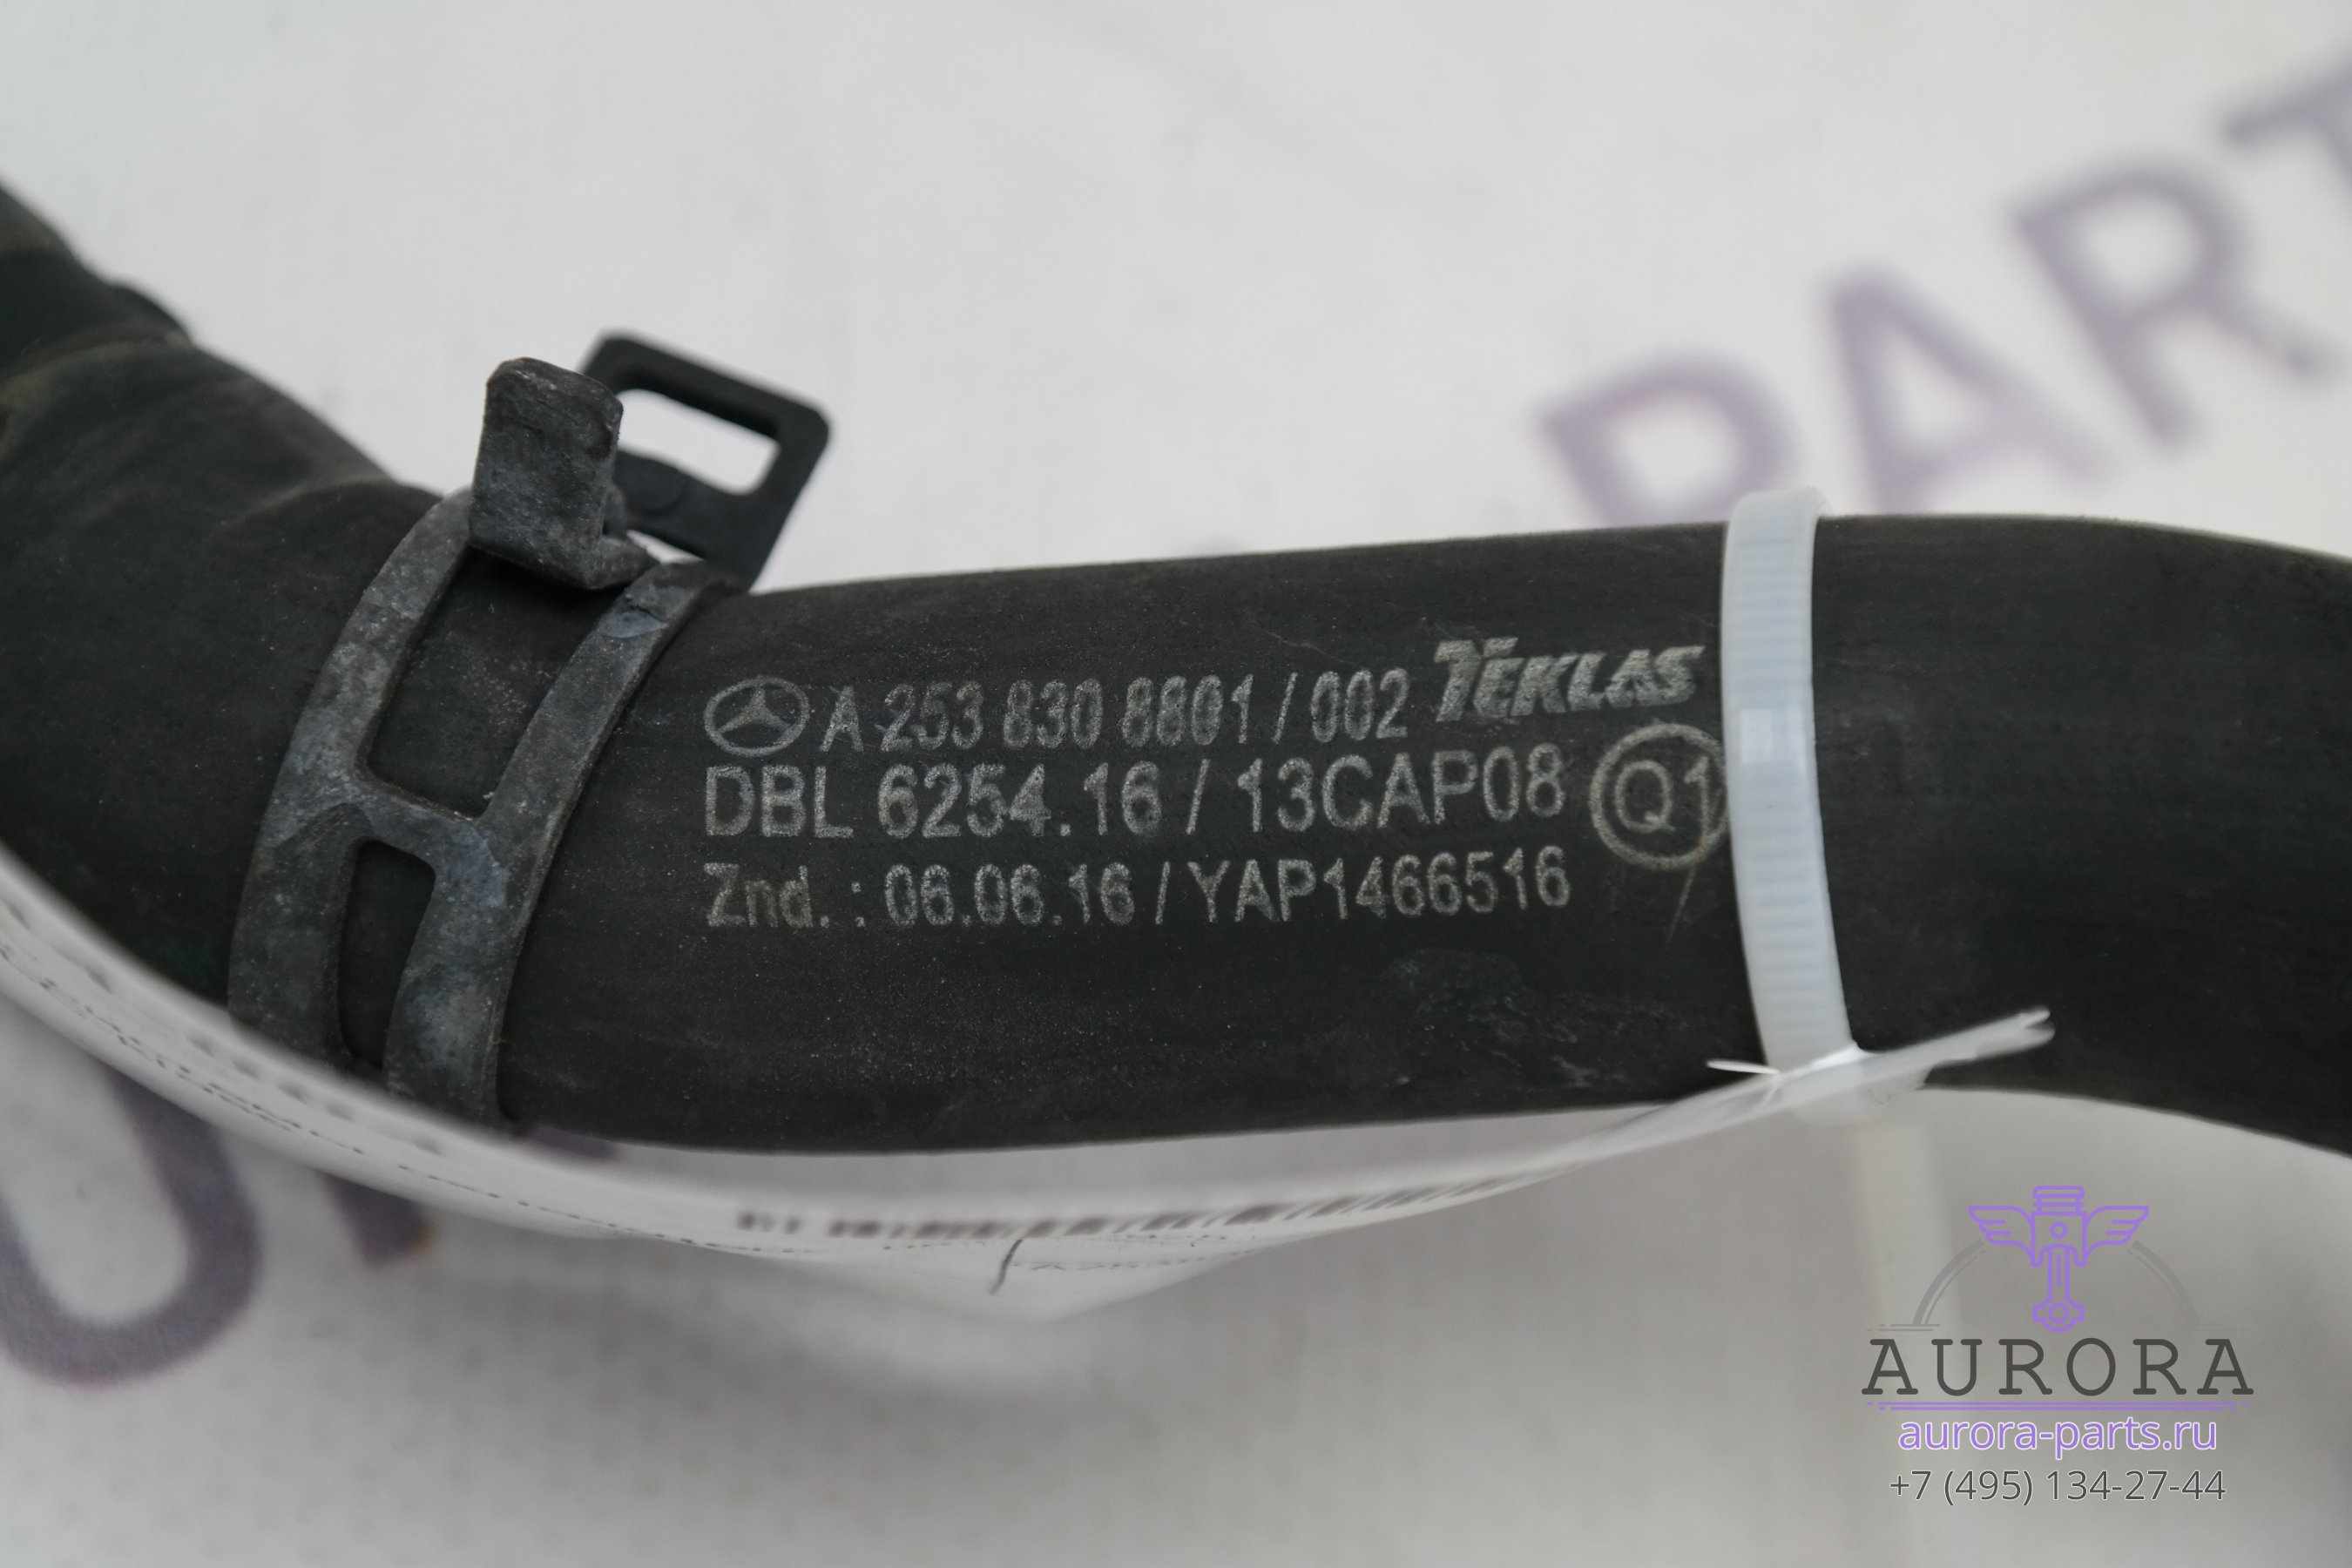 PART
A 253 830 8801 / 002 TEKLAS
DBL 6254.16 / 13CAP08 Q1
Znd. : 06.06.16 / YAP1466516
AURORA
aurora-parts.ru
+7 (495) 134-27-44